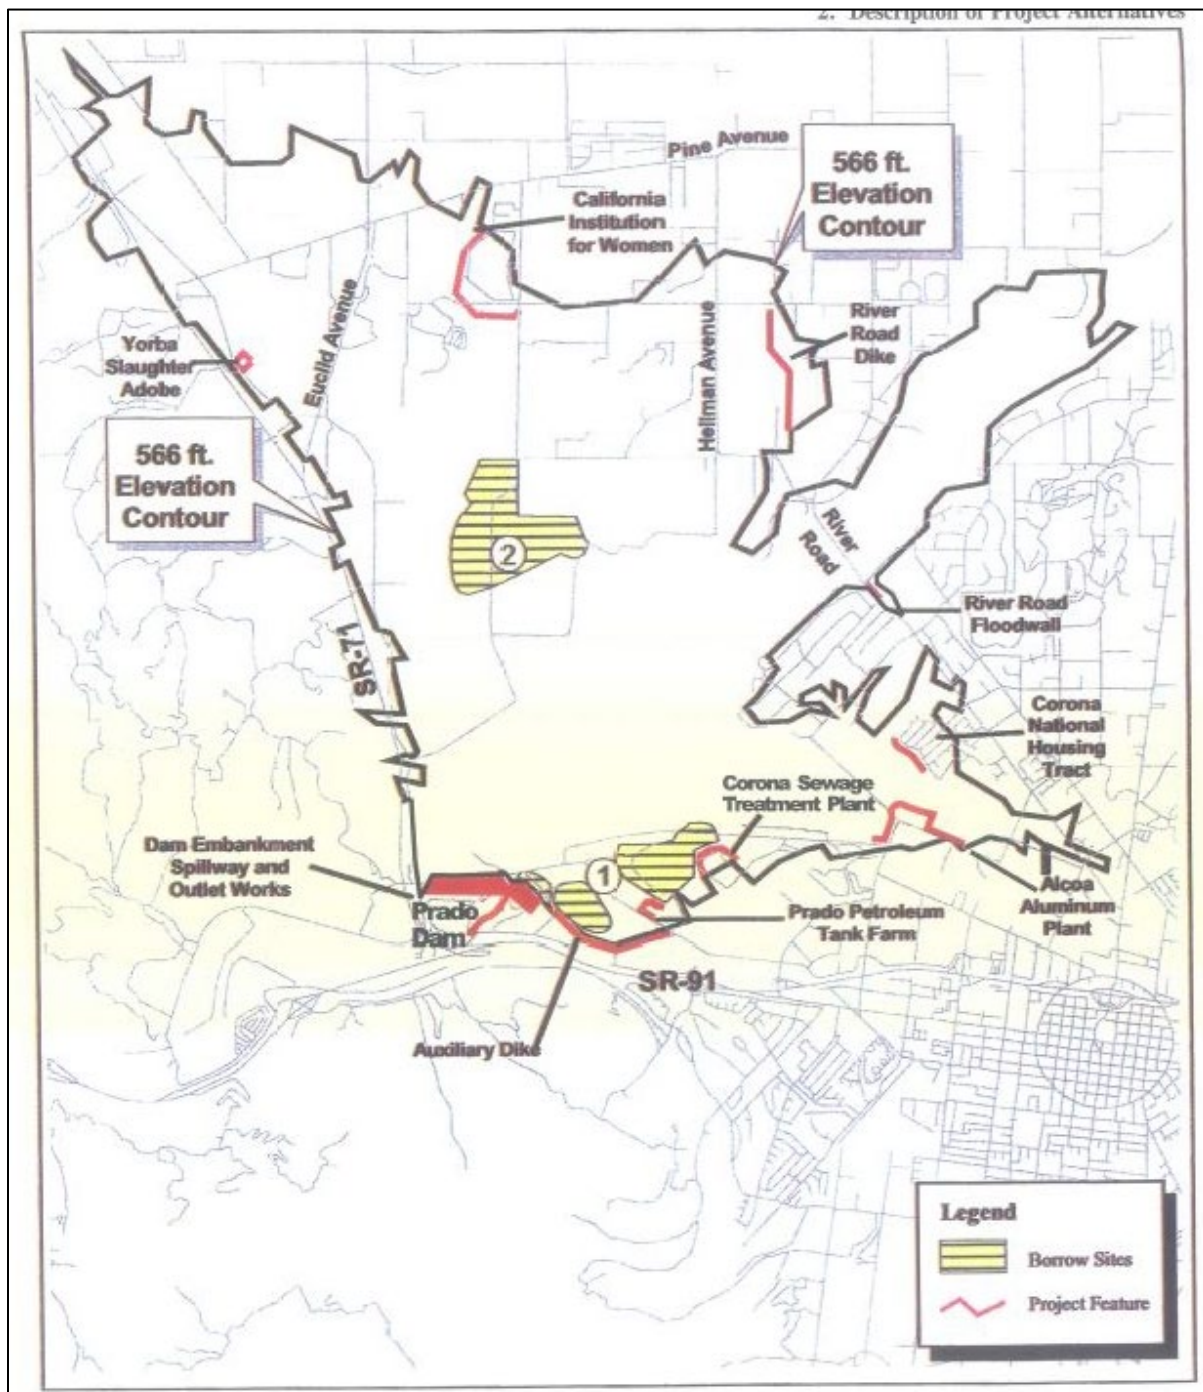 2. Description of Project Alternatives
Pine Avenue
566 ft.
Elevation
Contour
California
Institution
for Women
Euclid Avenue
Hellman Avenue
River
Road
Dike
Yorba
Slaughter
Adobe
566 ft.
Elevation
Contour
2
River
Road
River Road
Floodwall
SR-71
Corona
National
Housing
Tract
Corona Sewage
Treatment Plant
Dam Embankment
Spillway and
Outlet Works
1
Alcoa
Aluminum
Plant
Prado
Dam
Prado Petroleum
Tank Farm
SR-91
Auxiliary Dike
Legend
Borrow Sites
Project Feature